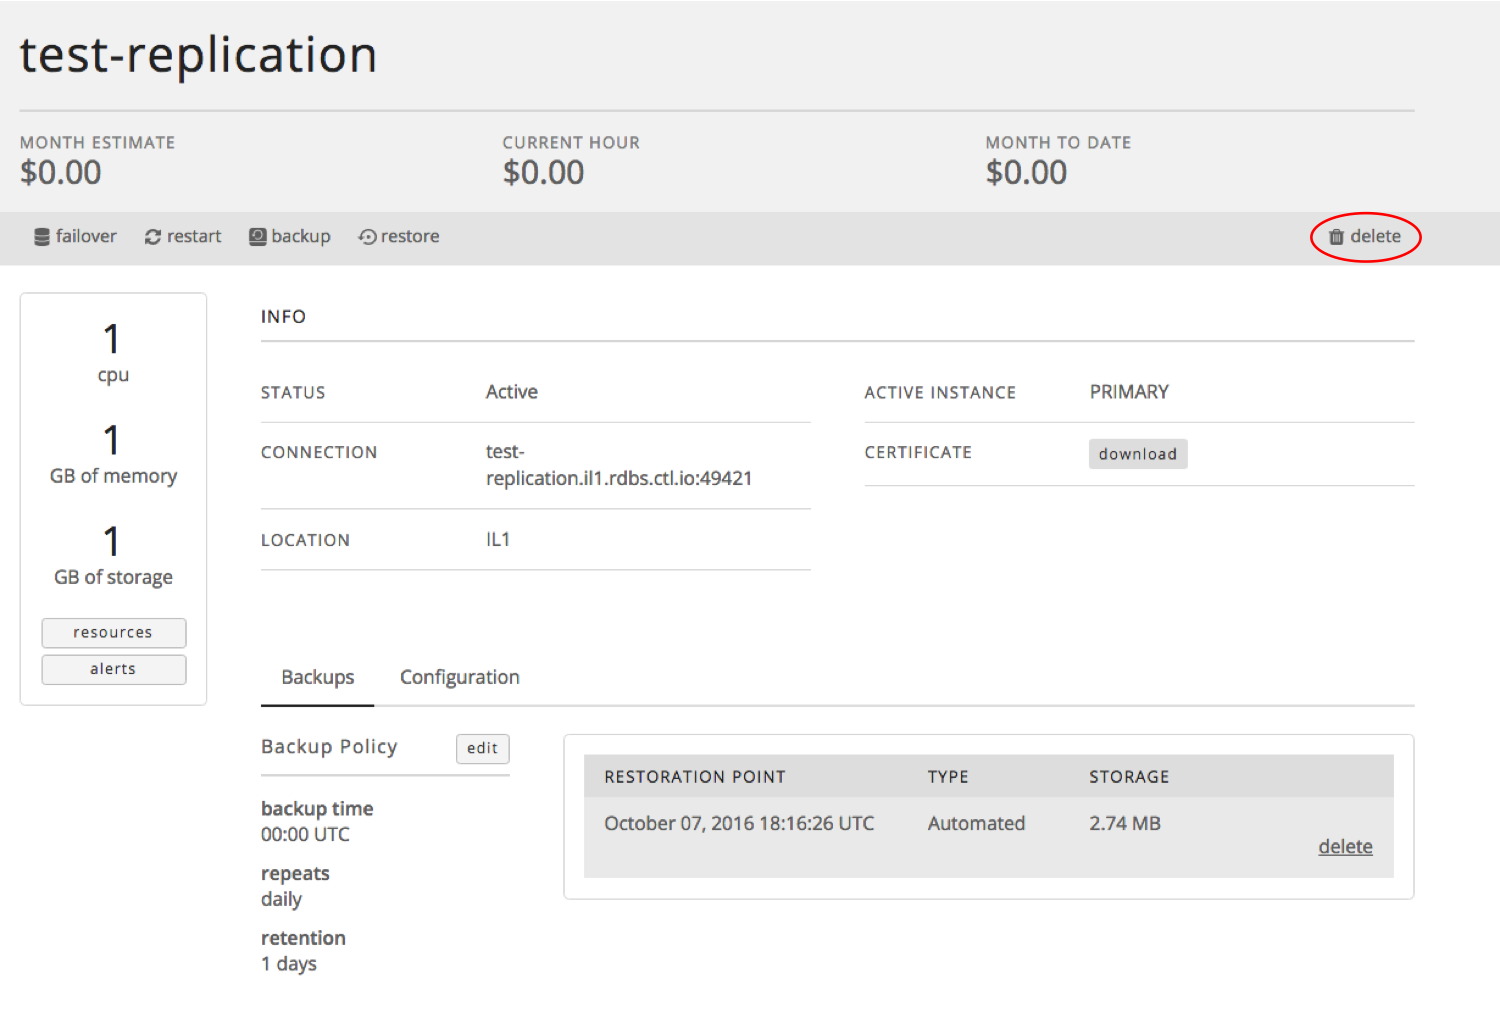 test-replication
MONTH ESTIMATE
$0.00
CURRENT HOUR
$0.00
MONTH TO DATE
$0.00
failover restart backup restore delete
1
cpu
1
GB of memory
1
GB of storage
resources
alerts
INFO
STATUS Active
CONNECTION test-
replication.il1.rdbs.ctl.io:49421
LOCATION IL1
ACTIVE INSTANCE PRIMARY
CERTIFICATE download
Backups Configuration
Backup Policy edit
backup time
00:00 UTC
repeats
daily
retention
1 days
RESTORATION POINT TYPE STORAGE
October 07, 2016 18:16:26 UTC Automated 2.74 MB
delete